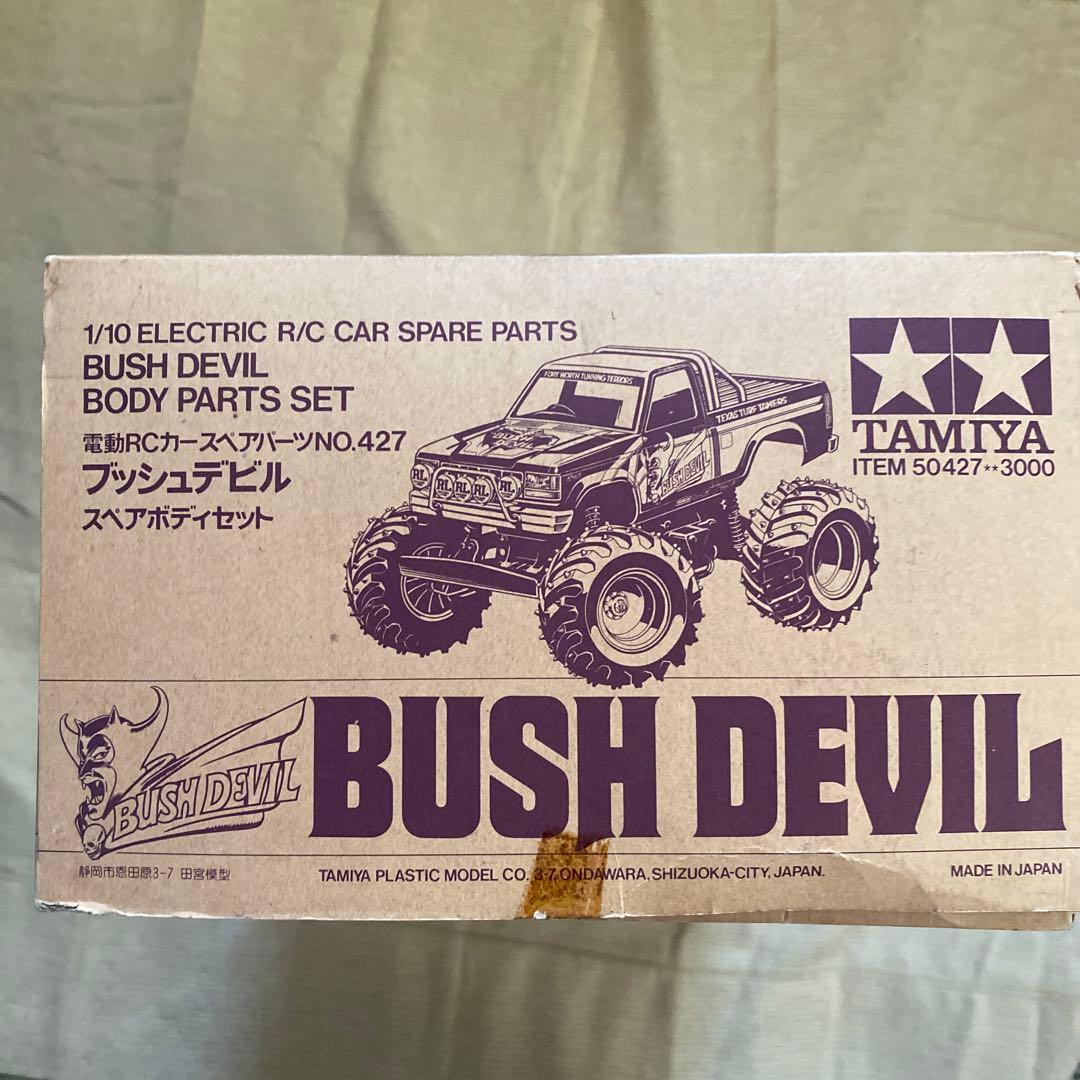 1/10 ELECTRIC R/C CAR SPARE PARTS
BUSH DEVIL
BODY PARTS SET
電動RCカースペアパーツNO.427
ブッシュデビル
スペアボディセット
FORT WORTH TURNING TERRORS
TEXAS TURF TAMERS
BUSH DEVIL
RL RL RL RL
TAMIYA
ITEM 50427**3000
BUSH DEVIL
BUSH DEVIL
静岡市恩田原3-7 田宮模型
TAMIYA PLASTIC MODEL CO. 3-7, ONDAWARA, SHIZUOKA-CITY, JAPAN.
MADE IN JAPAN